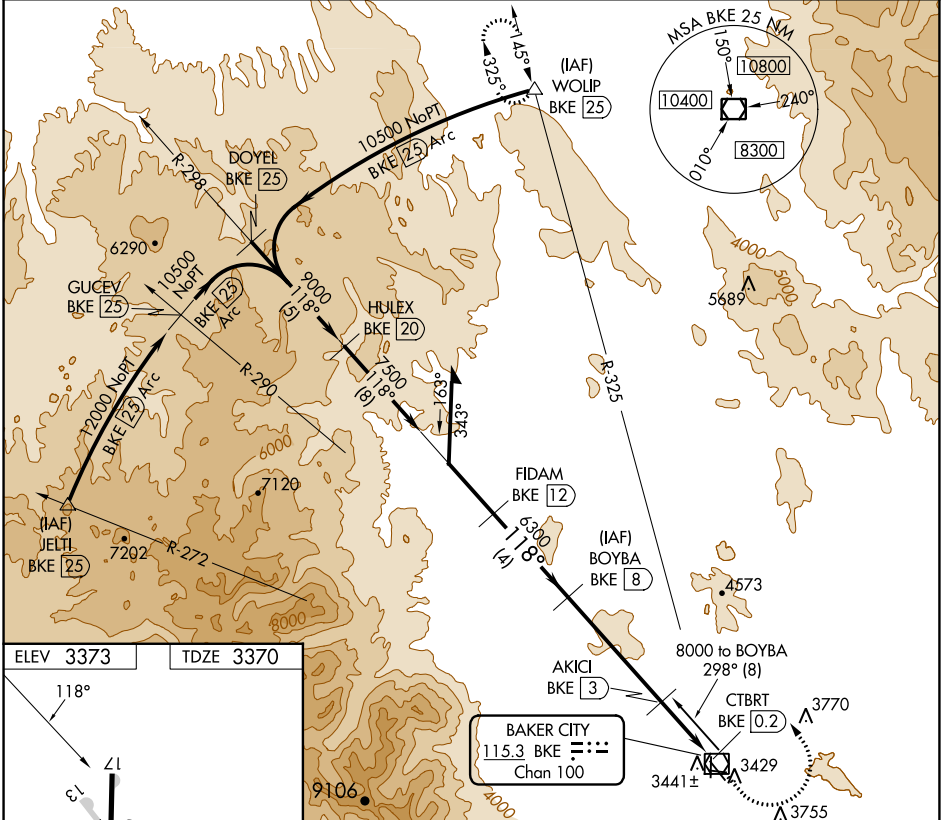 MSA BKE 25 NM
150°
10800
10400
240°
010°
8300
145°
325°
(IAF)
WOLIP
BKE 25
10500 NoPT
BKE 25 Arc
R-298
DOYEL
BKE 25
6290
10500
NoPT
BKE 25
Arc
GUCEV
BKE 25
9000
118°
(5)
HULEX
BKE 20
4000
5000
5689
R-290
7500
118°
(8)
163°
343°
R-325
12000 NoPT
BKE 25 Arc
6000
7120
FIDAM
BKE 12
(IAF)
JELTI
BKE 25
7202
R-272
6300
118°
(4)
(IAF)
BOYBA
BKE 8
4573
8000
ELEV 3373
TDZE 3370
118°
17
13
8000 to BOYBA
298° (8)
AKICI
BKE 3
CTBRT
BKE 0.2
3770
BAKER CITY
115.3 BKE
Chan 100
3441±
3429
9106
4000
3755